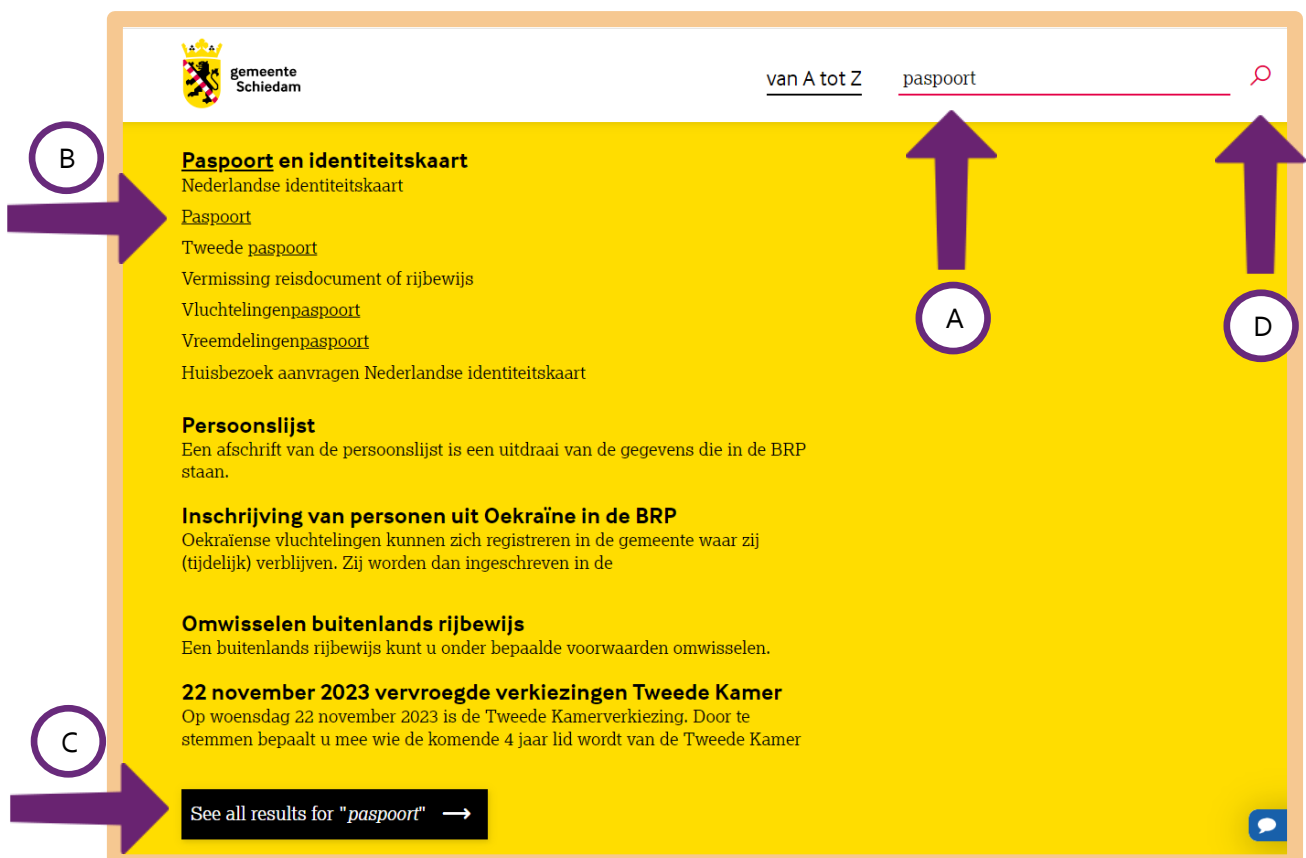 gemeente
Schiedam
van A tot Z
paspoort
B
Paspoort en identiteitskaart
Nederlandse identiteitskaart
Paspoort
Tweede paspoort
Vermissing reisdocument of rijbewijs
Vluchtelingenpaspoort
Vreemdelingenpaspoort
Huisbezoek aanvragen Nederlandse identiteitskaart
A
D
Persoonslijst
Een afschrift van de persoonslijst is een uitdraai van de gegevens die in de BRP
staan.
Inschrijving van personen uit Oekraïne in de BRP
Oekraïense vluchtelingen kunnen zich registreren in de gemeente waar zij
(tijdelijk) verblijven. Zij worden dan ingeschreven in de
Omwisselen buitenlands rijbewijs
Een buitenlands rijbewijs kunt u onder bepaalde voorwaarden omwisselen.
22 november 2023 vervroegde verkiezingen Tweede Kamer
Op woensdag 22 november 2023 is de Tweede Kamerverkiezing. Door te
stemmen bepaalt u mee wie de komende 4 jaar lid wordt van de Tweede Kamer
C
See all results for "paspoort" →